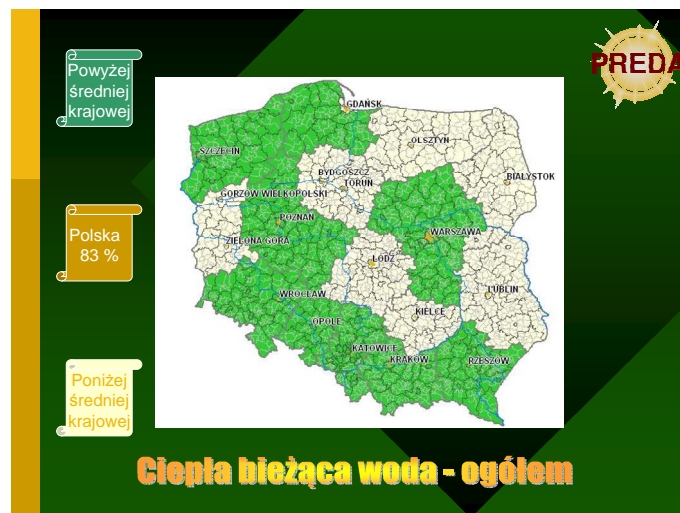 PREDA
Powyżej
średniej
krajowej
GDAŃSK
OLSZTYN
SZCZECIN
BYDGOSZCZ
BIAŁYSTOK
TORUŃ
GORZÓW WIELKOPOLSKI
POZNAŃ
WARSZAWA
Polska
83 %
ZIELONA GÓRA
ŁÓDŹ
LUBLIN
WROCŁAW
KIELCE
OPOLE
KATOWICE
KRAKÓW
RZESZÓW
Poniżej
średniej
krajowej
Ciepła bieżąca woda - ogółem